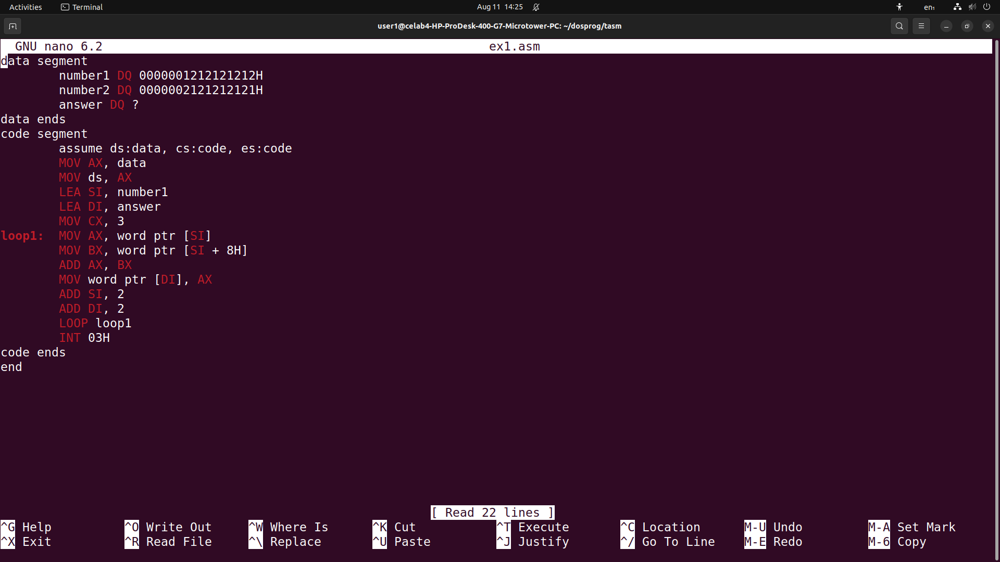 Activities Terminal Aug 11 14:25 en₁
user1@celab4-HP-ProDesk-400-G7-Microtower-PC: ~/dosprog/tasm
GNU nano 6.2 ex1.asm
data segment
number1 DQ 0000001212121212H
number2 DQ 0000002121212121H
answer DQ ?
data ends
code segment
assume ds:data, cs:code, es:code
MOV AX, data
MOV ds, AX
LEA SI, number1
LEA DI, answer
MOV CX, 3
loop1: MOV AX, word ptr [SI]
MOV BX, word ptr [SI + 8H]
ADD AX, BX
MOV word ptr [DI], AX
ADD SI, 2
ADD DI, 2
LOOP loop1
INT 03H
code ends
end
[ Read 22 lines ]
^G Help ^O Write Out ^W Where Is ^K Cut ^T Execute ^C Location M-U Undo M-A Set Mark
^X Exit ^R Read File ^\ Replace ^U Paste ^J Justify ^/ Go To Line M-E Redo M-6 Copy